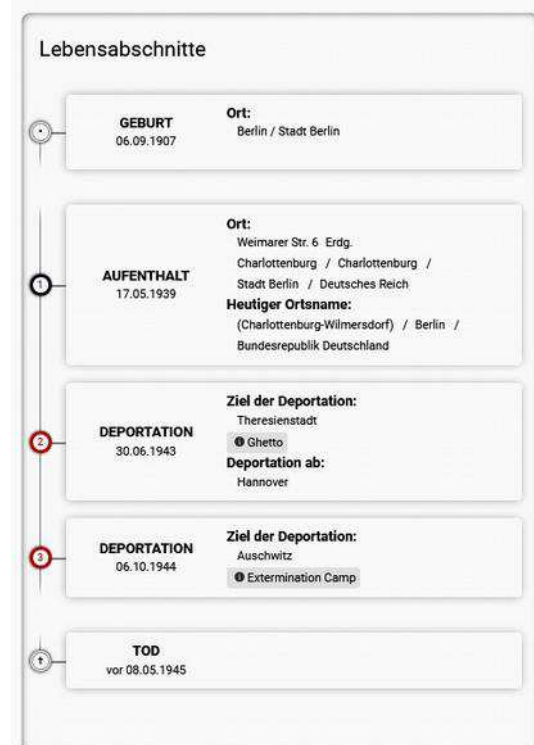 Lebensabschnitte
GEBURT
06.09.1907
Ort:
Berlin / Stadt Berlin
1
AUFENTHALT
17.05.1939
Ort:
Weimarer Str. 6 Erdg.
Charlottenburg / Charlottenburg /
Stadt Berlin / Deutsches Reich
Heutiger Ortsname:
(Charlottenburg-Wilmersdorf) / Berlin /
Bundesrepublik Deutschland
2
DEPORTATION
30.06.1943
Ziel der Deportation:
Theresienstadt
Ghetto
Deportation ab:
Hannover
3
DEPORTATION
06.10.1944
Ziel der Deportation:
Auschwitz
Extermination Camp
TOD
vor 08.05.1945